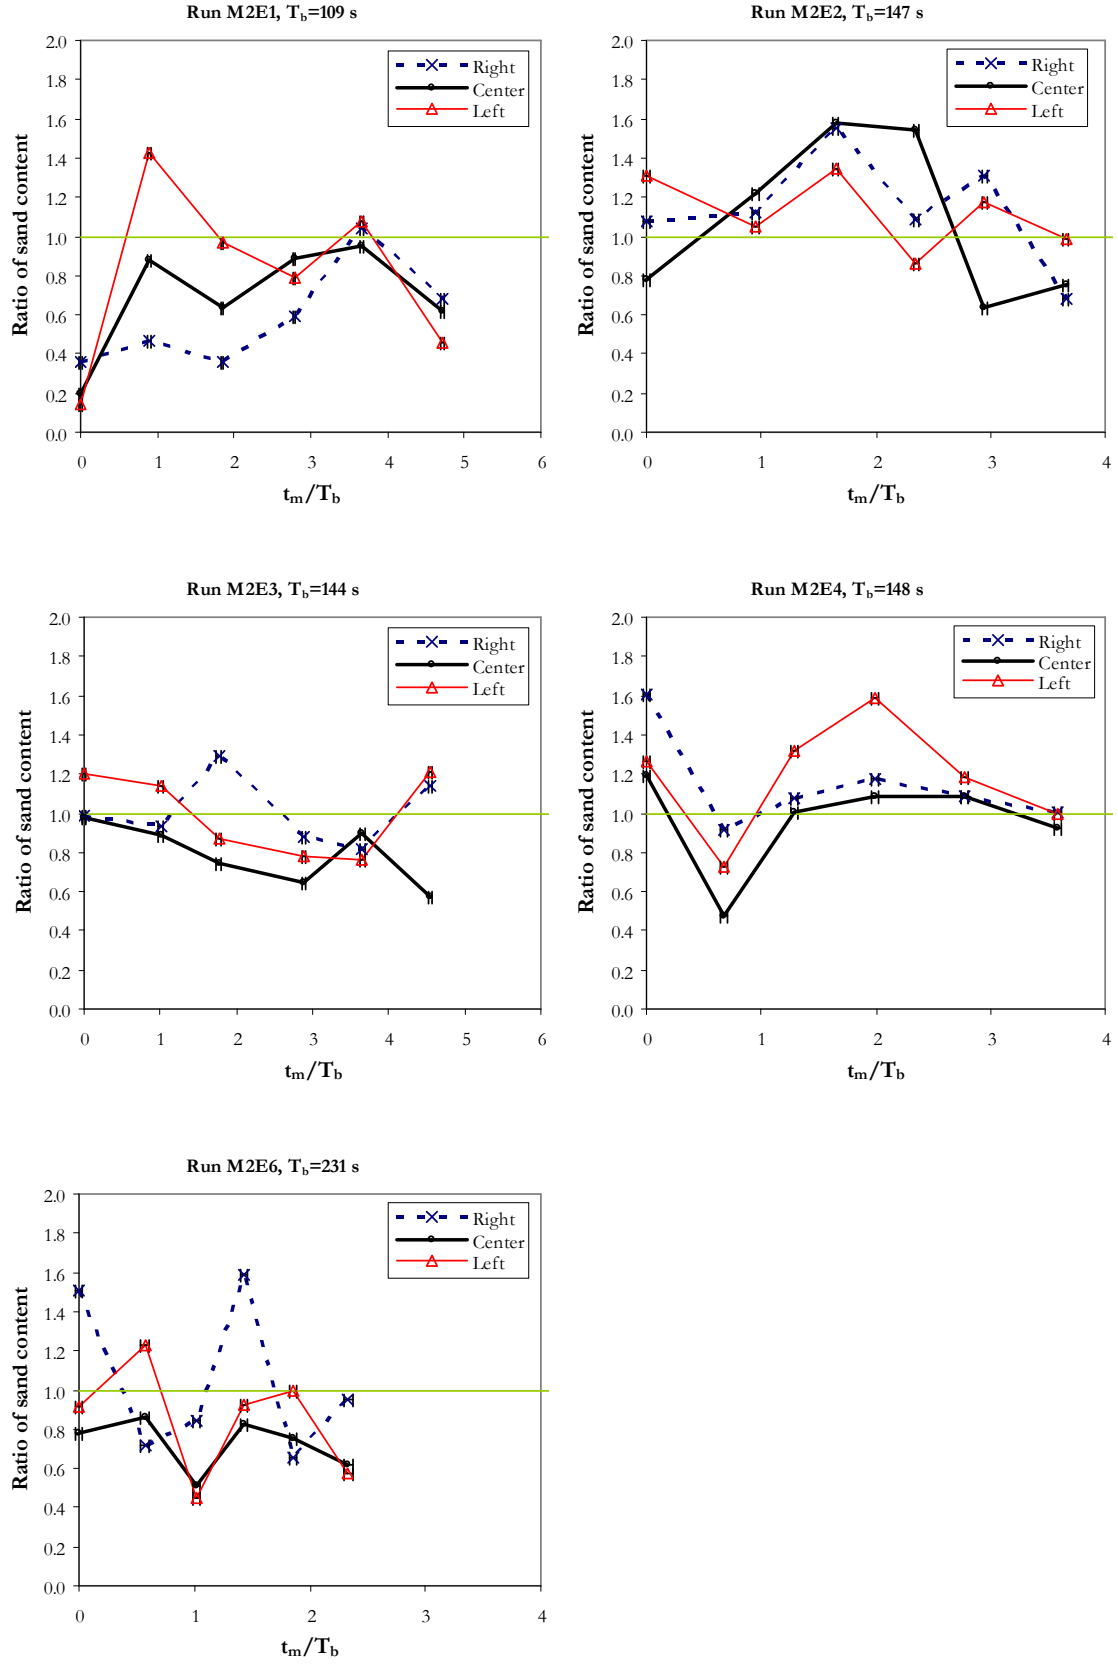 Run M2E1, Tb=109 s
2.0
1.8
1.6
1.4
1.2
1.0
0.8
0.6
0.4
0.2
0.0
Ratio of sand content
Right
Center
Left
0 1 2 3 4 5 6
tm/Tb
Run M2E2, Tb=147 s
2.0
1.8
1.6
1.4
1.2
1.0
0.8
0.6
0.4
0.2
0.0
Ratio of sand content
Right
Center
Left
0 1 2 3 4
tm/Tb
Run M2E3, Tb=144 s
2.0
1.8
1.6
1.4
1.2
1.0
0.8
0.6
0.4
0.2
0.0
Ratio of sand content
Right
Center
Left
0 1 2 3 4 5 6
tm/Tb
Run M2E4, Tb=148 s
2.0
1.8
1.6
1.4
1.2
1.0
0.8
0.6
0.4
0.2
0.0
Ratio of sand content
Right
Center
Left
0 1 2 3 4
tm/Tb
Run M2E6, Tb=231 s
2.0
1.8
1.6
1.4
1.2
1.0
0.8
0.6
0.4
0.2
0.0
Ratio of sand content
Right
Center
Left
0 1 2 3 4
tm/Tb